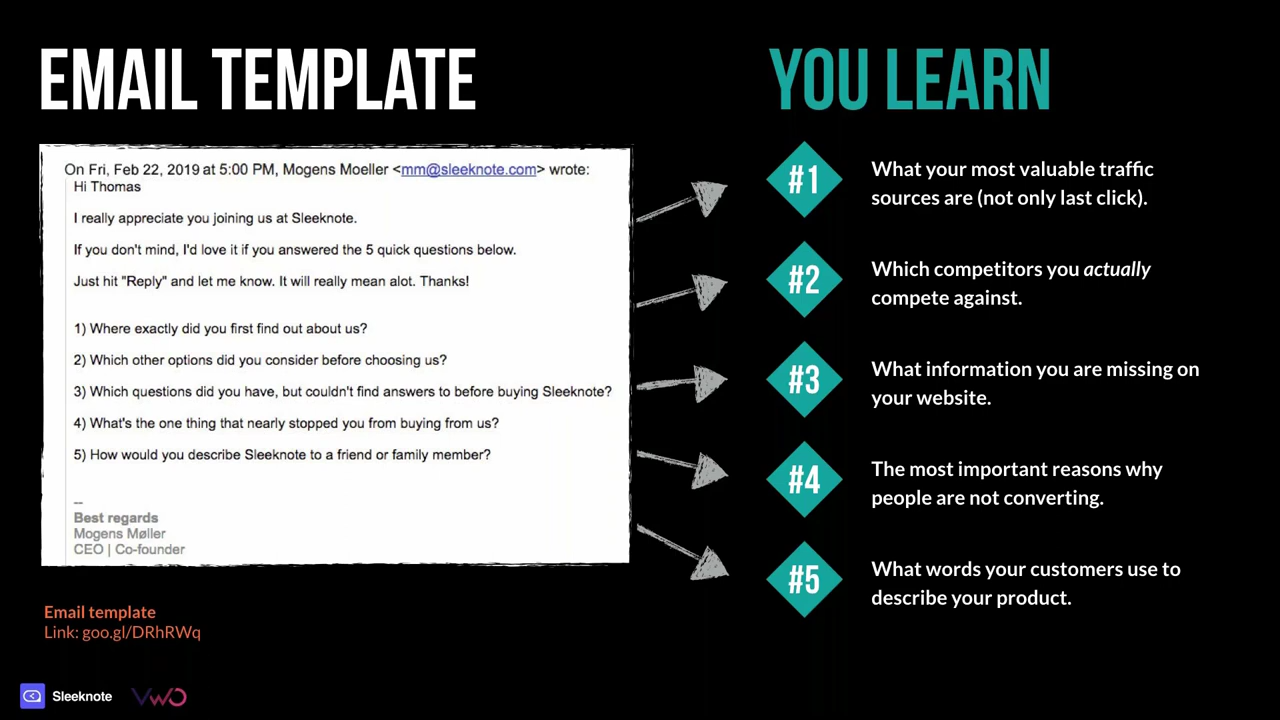 EMAIL TEMPLATE
On Fri, Feb 22, 2019 at 5:00 PM, Mogens Moeller <mm@sleeknote.com> wrote:
Hi Thomas
I really appreciate you joining us at Sleeknote.
If you don't mind, I'd love it if you answered the 5 quick questions below.
Just hit "Reply" and let me know. It will really mean alot. Thanks!
1) Where exactly did you first find out about us?
2) Which other options did you consider before choosing us?
3) Which questions did you have, but couldn't find answers to before buying Sleeknote?
4) What's the one thing that nearly stopped you from buying from us?
5) How would you describe Sleeknote to a friend or family member?
--
Best regards
Mogens Møller
CEO | Co-founder
Email template
Link: goo.gl/DRhRWq
YOU LEARN
#1
What your most valuable traffic
sources are (not only last click).
#2
Which competitors you actually
compete against.
#3
What information you are missing on
your website.
#4
The most important reasons why
people are not converting.
#5
What words your customers use to
describe your product.
Sleeknote
VWO